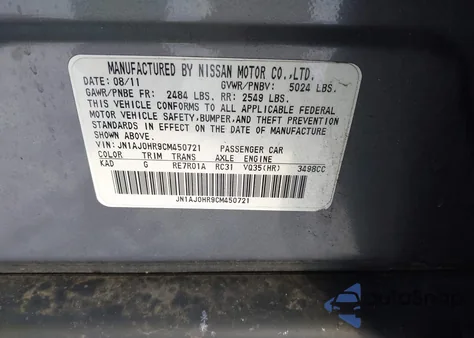 MANUFACTURED BY NISSAN MOTOR CO.,LTD.
DATE: 08/11 GVWR/PNBV: 5024 LBS.
GAWR/PNBE FR: 2484 LBS. RR: 2549 LBS.
THIS VEHICLE CONFORMS TO ALL APPLICABLE FEDERAL
MOTOR VEHICLE SAFETY,BUMPER,AND THEFT PREVENTION
STANDARDS IN EFFECT ON THE DATE OF MANUFACTURE
SHOWN ABOVE.
VIN: JN1AJ0HR9CM450721 PASSENGER CAR
COLOR TRIM TRANS AXLE ENGINE
KAD G RE7R01A RC31 VQ35(HR) 3498CC
JN1AJ0HR9CM450721
AutoSnap